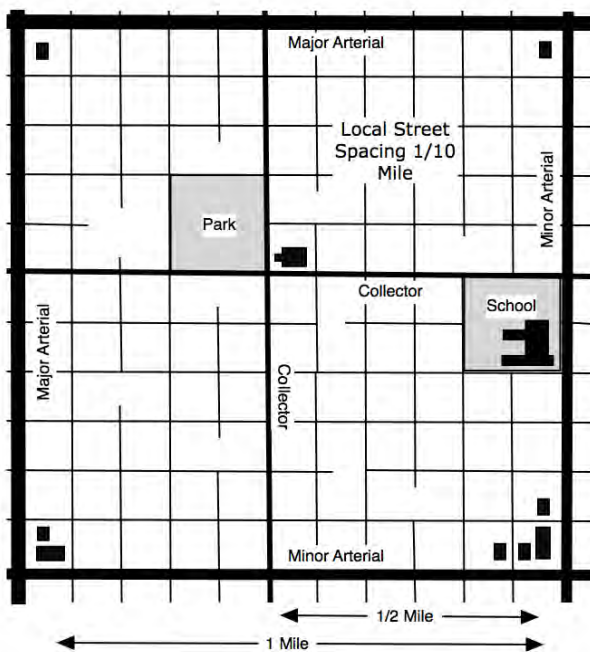 Major Arterial
Local Street
Spacing 1/10
Mile
Minor Arterial
Park
Collector
School
Major Arterial
Collector
Minor Arterial
1/2 Mile
1 Mile